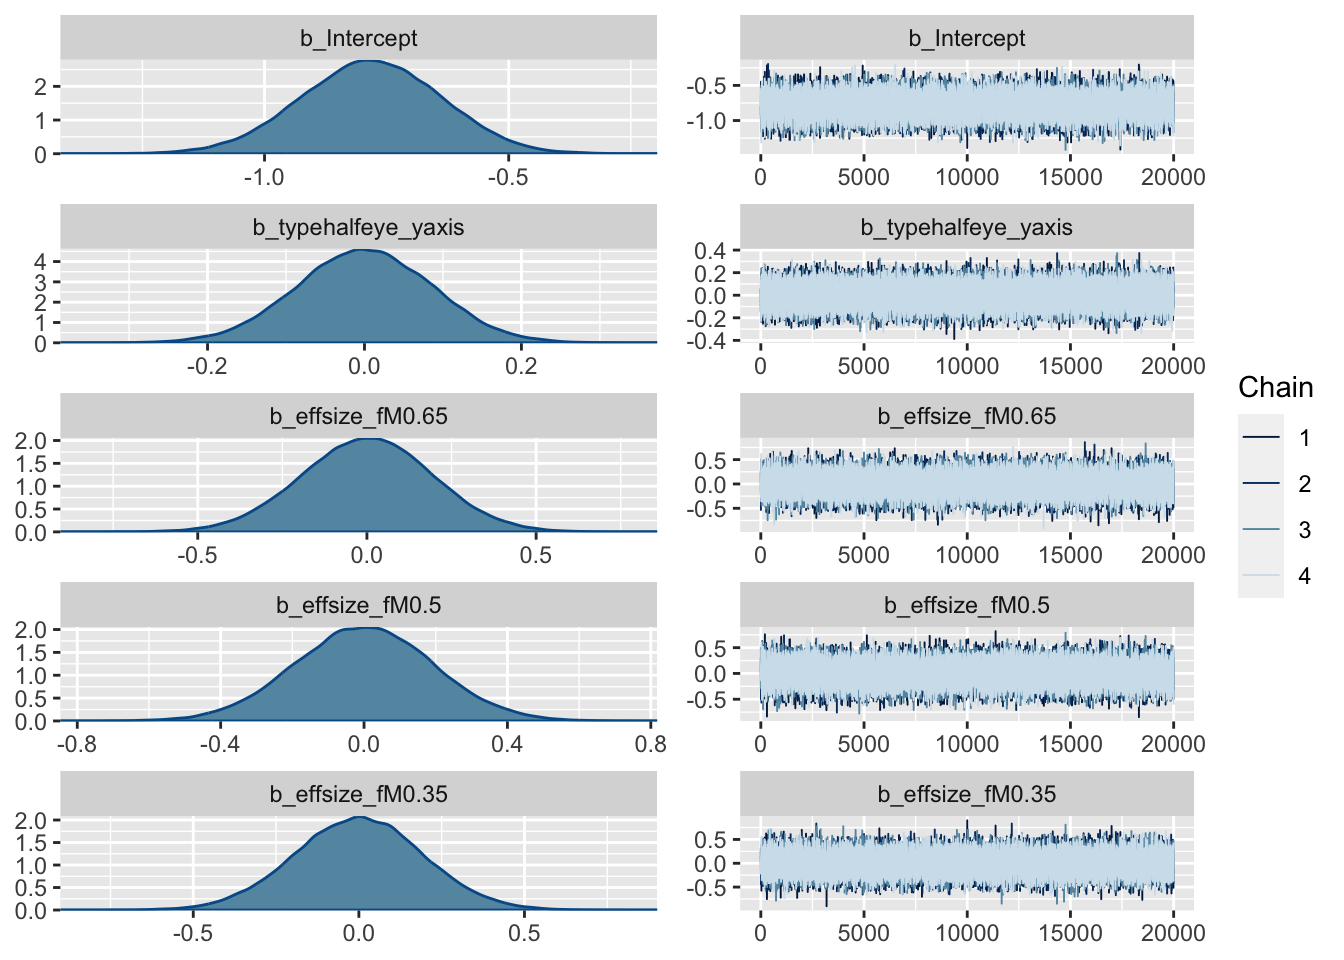 b_Intercept
2
1
0
-1.0 -0.5
b_Intercept
-0.5
-1.0
0 5000 10000 15000 20000
b_typehalfeye_yaxis
4
3
2
1
0
-0.2 0.0 0.2
b_typehalfeye_yaxis
0.4
0.2
0.0
-0.2
-0.4
0 5000 10000 15000 20000
b_effsize_fM0.65
2.0
1.5
1.0
0.5
0.0
-0.5 0.0 0.5
b_effsize_fM0.65
0.5
0.0
-0.5
0 5000 10000 15000 20000
b_effsize_fM0.5
2.0
1.5
1.0
0.5
0.0
-0.8 -0.4 0.0 0.4 0.8
b_effsize_fM0.5
0.5
0.0
-0.5
0 5000 10000 15000 20000
b_effsize_fM0.35
2.0
1.5
1.0
0.5
0.0
-0.5 0.0 0.5
b_effsize_fM0.35
0.5
0.0
-0.5
0 5000 10000 15000 20000
Chain
1
2
3
4